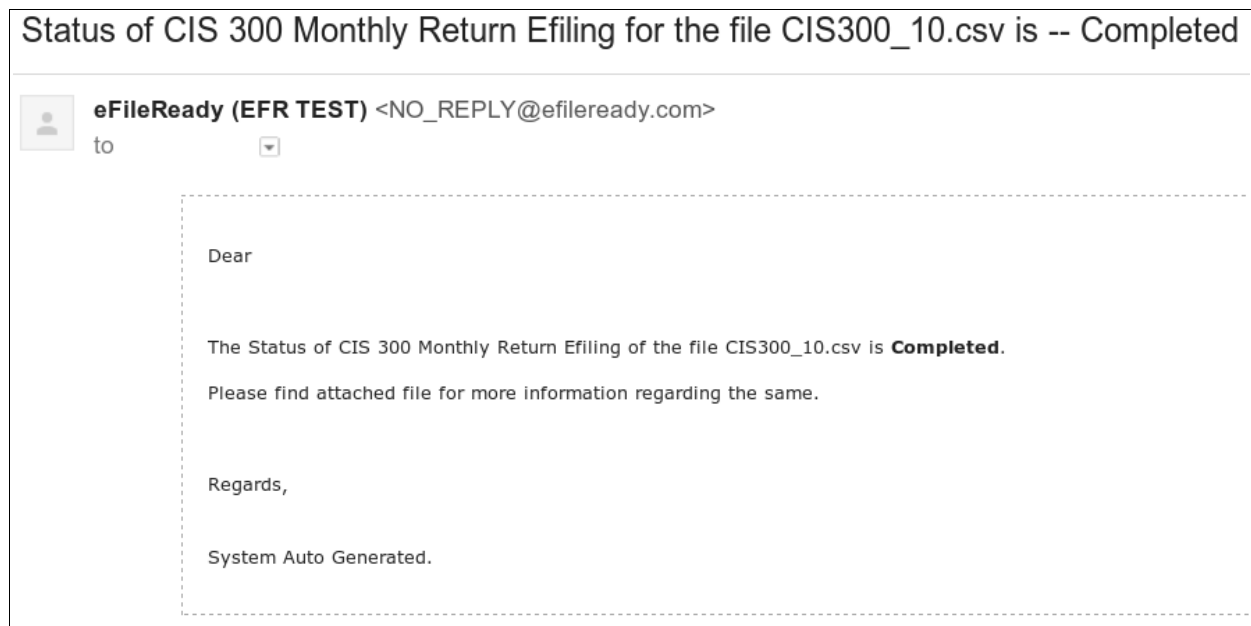 Status of CIS 300 Monthly Return Efiling for the file CIS300_10.csv is -- Completed
eFileReady (EFR TEST) <NO_REPLY@efileready.com>
to
Dear
The Status of CIS 300 Monthly Return Efiling of the file CIS300_10.csv is Completed.
Please find attached file for more information regarding the same.
Regards,
System Auto Generated.